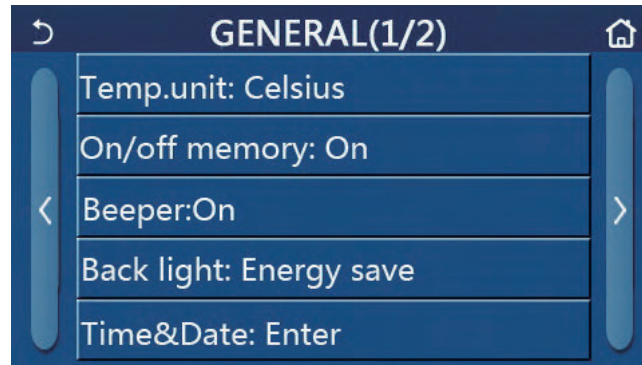 GENERAL(1/2)
Temp.unit: Celsius
On/off memory: On
Beeper:On
Back light: Energy save
Time&Date: Enter